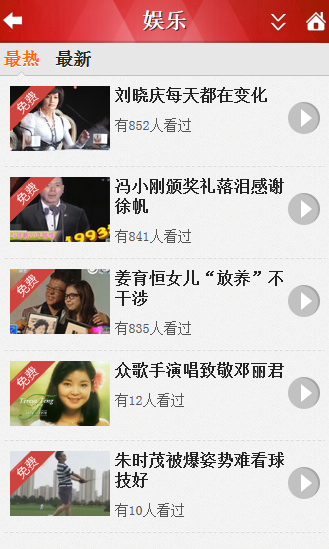 娱乐
最热 最新
免费
刘晓庆每天都在变化
有852人看过
免费
1993
冯小刚颁奖礼落泪感谢
徐帆
有841人看过
免费
姜育恒女儿“放养”不
干涉
有835人看过
免费
Teresa Teng
众歌手演唱致敬邓丽君
有12人看过
免费
朱时茂被爆姿势难看球
技好
有10人看过